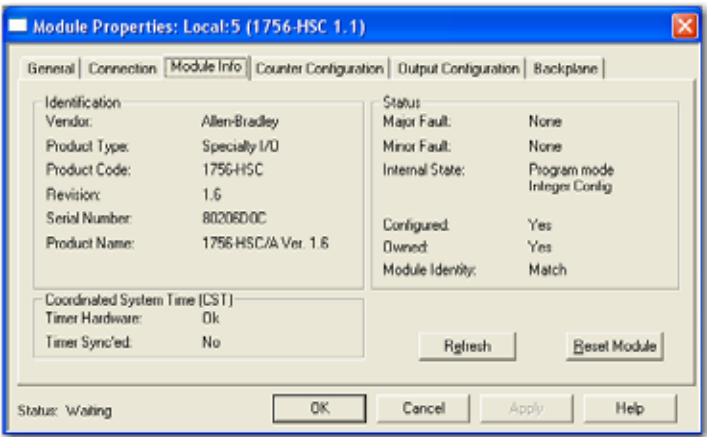 Module Properties: Local:5 (1756-HSC 1.1)
General Connection Module Info Counter Configuration Output Configuration Backplane
Identification
Vendor: Allen-Bradley
Product Type: Specialty I/O
Product Code: 1756-HSC
Revision: 1.6
Serial Number: 80206D0C
Product Name: 1756-HSC/A Ver. 1.6
Status
Major Fault: None
Minor Fault: None
Internal State: Program mode
Integer Config
Configured: Yes
Owned: Yes
Module Identity: Match
Coordinated System Time (CST)
Timer Hardware: Ok
Timer Sync'ed: No
Refresh Reset Module
Status: Waiting
OK Cancel Apply Help